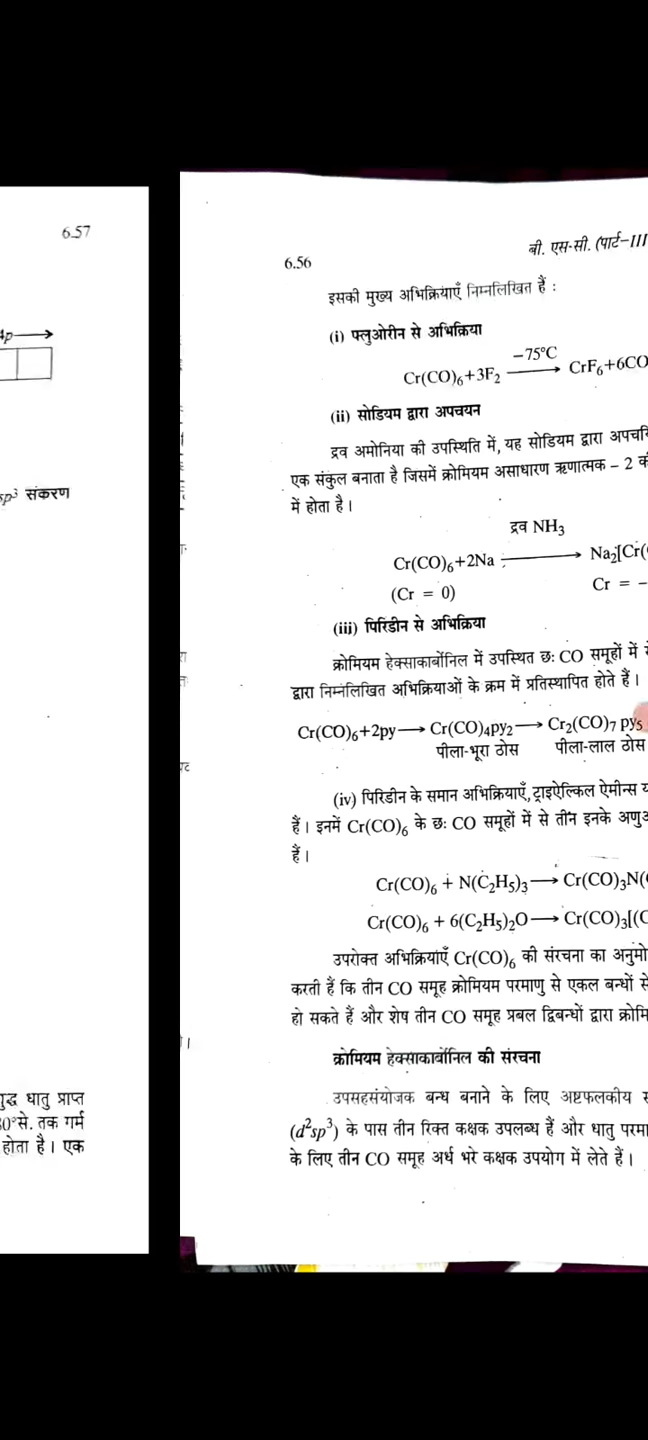 6.57
4p
sp³ संकरण
धातु प्राप्त
0°से. तक गर्म
होता है। एक
6.56
बी. एस-सी. (पार्ट–III
इसकी मुख्य अभिक्रियाएँ निम्नलिखित हैं :
(i) फ्लुओरीन से अभिक्रिया
–75°C
Cr(CO)₆+3F₂ ⟶ CrF₆+6CO
(ii) सोडियम द्वारा अपचयन
द्रव अमोनिया की उपस्थिति में, यह सोडियम द्वारा
एक संकुल बनाता है जिसमें क्रोमियम असाधारण ऋणात्मक – 2
में होता है।
द्रव NH₃
Cr(CO)₆+2Na ⟶ Na₂[Cr(
(Cr = 0) Cr = –
(iii) पिरिडीन से अभिक्रिया
क्रोमियम हेक्साकार्बोनिल में उपस्थित छः CO समूहों में
द्वारा निम्नलिखित अभिक्रियाओं के क्रम में प्रतिस्थापित होते हैं।
Cr(CO)₆+2py⟶Cr(CO)₄py₂⟶Cr₂(CO)₇ py₅
पीला-भूरा ठोस पीला-लाल ठोस
(iv) पिरिडीन के समान अभिक्रियाएँ, ट्राइऐल्किल ऐमीन्स
हैं। इनमें Cr(CO)₆ के छः CO समूहों में से तीन इनके
हैं।
Cr(CO)₆ + N(C₂H₅)₃⟶Cr(CO)₃N(
Cr(CO)₆ + 6(C₂H₅)₂O⟶Cr(CO)₃[(C
उपरोक्त अभिक्रियाएँ Cr(CO)₆ की संरचना का
करती हैं कि तीन CO समूह क्रोमियम परमाणु से एकल बन्धों
हो सकते हैं और शेष तीन CO समूह प्रबल द्विबन्धों द्वारा
क्रोमियम हेक्साकार्बोनिल की संरचना
उपसहसंयोजक बन्ध बनाने के लिए अष्टफलकीय
(d²sp³) के पास तीन रिक्त कक्षक उपलब्ध हैं और धातु
के लिए तीन CO समूह अर्ध भरे कक्षक उपयोग में लेते हैं।